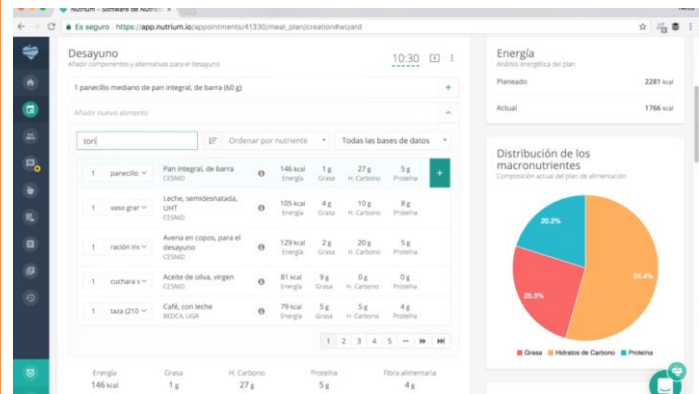 Nutrium - Software de Nutric
Es seguro https://app.nutrium.io/appointments/41330/meal_plan/creation#wizard
Desayuno
Añadir componentes y alternativas para el desayuno
10:30
1 panecillo mediano de pan integral, de barra (60 g)
Añadir nuevo alimento
tori
Ordenar por nutriente
Todas las bases de datos
1 panecillo Pan integral, de barra 146 kcal 1 g 27 g 5 g
CESNID Energía Grasa H. Carbono Proteína
1 vaso grar Leche, semidesnatada, UHT 105 kcal 4 g 10 g 8 g
CESNID Energía Grasa H. Carbono Proteína
1 ración inc Avena en copos, para el desayuno 129 kcal 2 g 20 g 5 g
CESNID Energía Grasa H. Carbono Proteína
1 cuchara s Aceite de oliva, virgen 81 kcal 9 g 0 g 0 g
CESNID Energía Grasa H. Carbono Proteína
1 taza (210 Café, con leche 79 kcal 5 g 5 g 4 g
BEDCA, UGR Energía Grasa H. Carbono Proteína
1 2 3 4 5
Energía Grasa H. Carbono Proteína Fibra alimentaria
146 kcal 1 g 27 g 5 g 4 g
Energía
Análisis energética del plan
Planeado 2281 kcal
Actual 1766 kcal
Distribución de los
macronutrientes
Composición actual del plan de alimentación
20.2%
54.4%
25.5%
Grasa Hidratos de Carbono Proteína